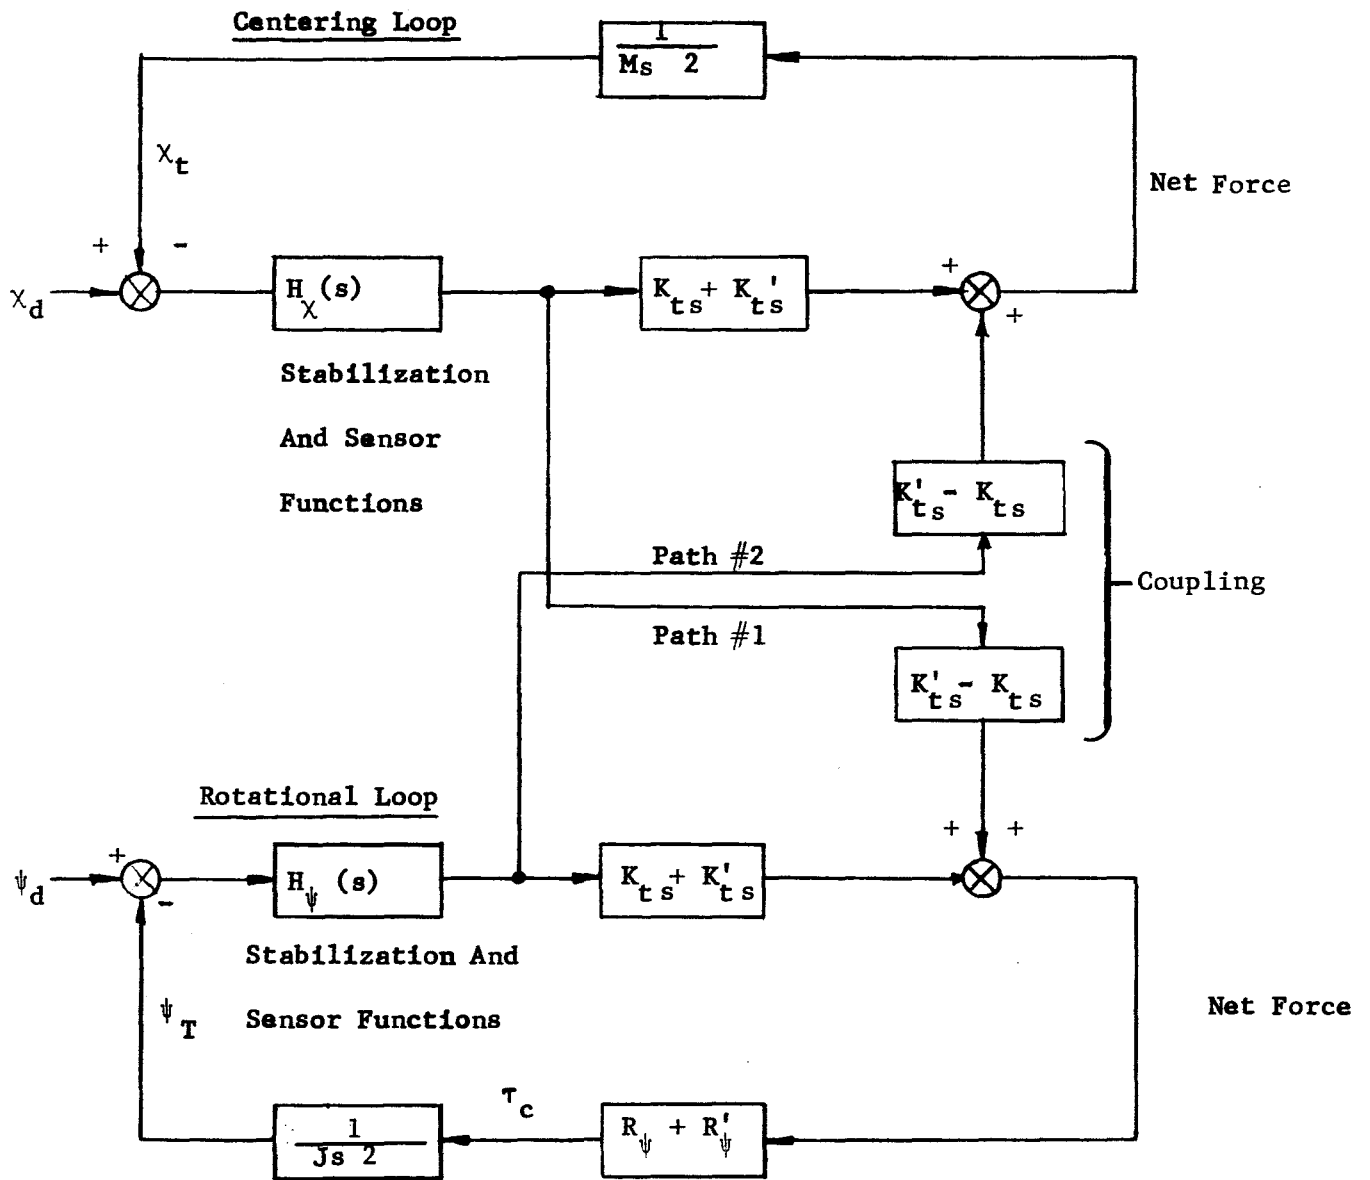 Centering Loop
1
Ms 2
χt
Net Force
+ -
+
χd
Hχ(s)
Kts + Kts'
+
Stabilization
And Sensor
Functions
K'ts - Kts
Path #2
Coupling
Path #1
K'ts - Kts
Rotational Loop
+ +
+
ψd
Hψ (s)
Kts + K'ts
-
Stabilization And
Sensor Functions
ψT
Net Force
τc
1
Js 2
Rψ + R'ψ